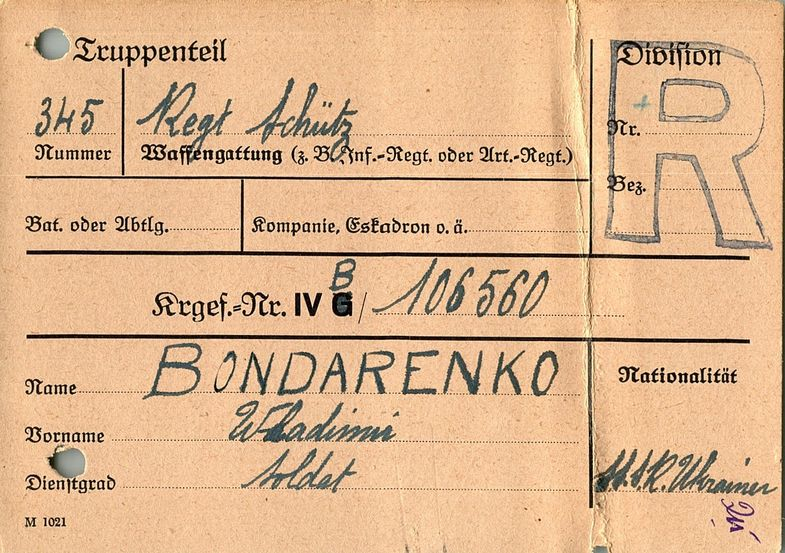 Truppenteil
Division
R
345 Regt Schütz
Nummer Waffengattung (z. B. Inf.-Regt. oder Art.-Regt.)
Nr.
Bez.
Bat. oder Abtlg.
Kompanie, Eskadron o. ä.
B
Krgef.-Nr. IV G/ 106560
Name BONDARENKO
Nationalität
Vorname Wladimir
Dienstgrad Soldat
Ukrainer
M 1021